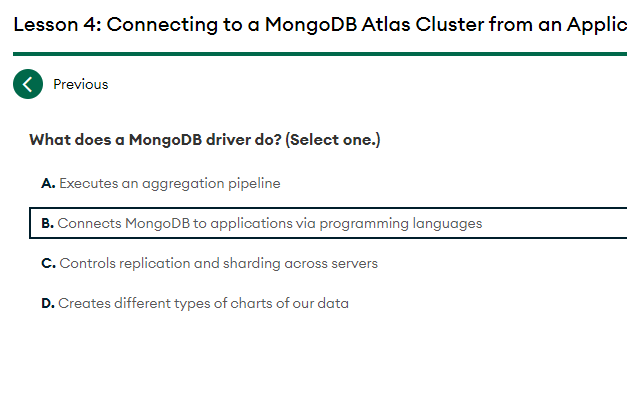 Lesson 4: Connecting to a MongoDB Atlas Cluster from an Applic
Previous
What does a MongoDB driver do? (Select one.)
A. Executes an aggregation pipeline
B. Connects MongoDB to applications via programming languages
C. Controls replication and sharding across servers
D. Creates different types of charts of our data